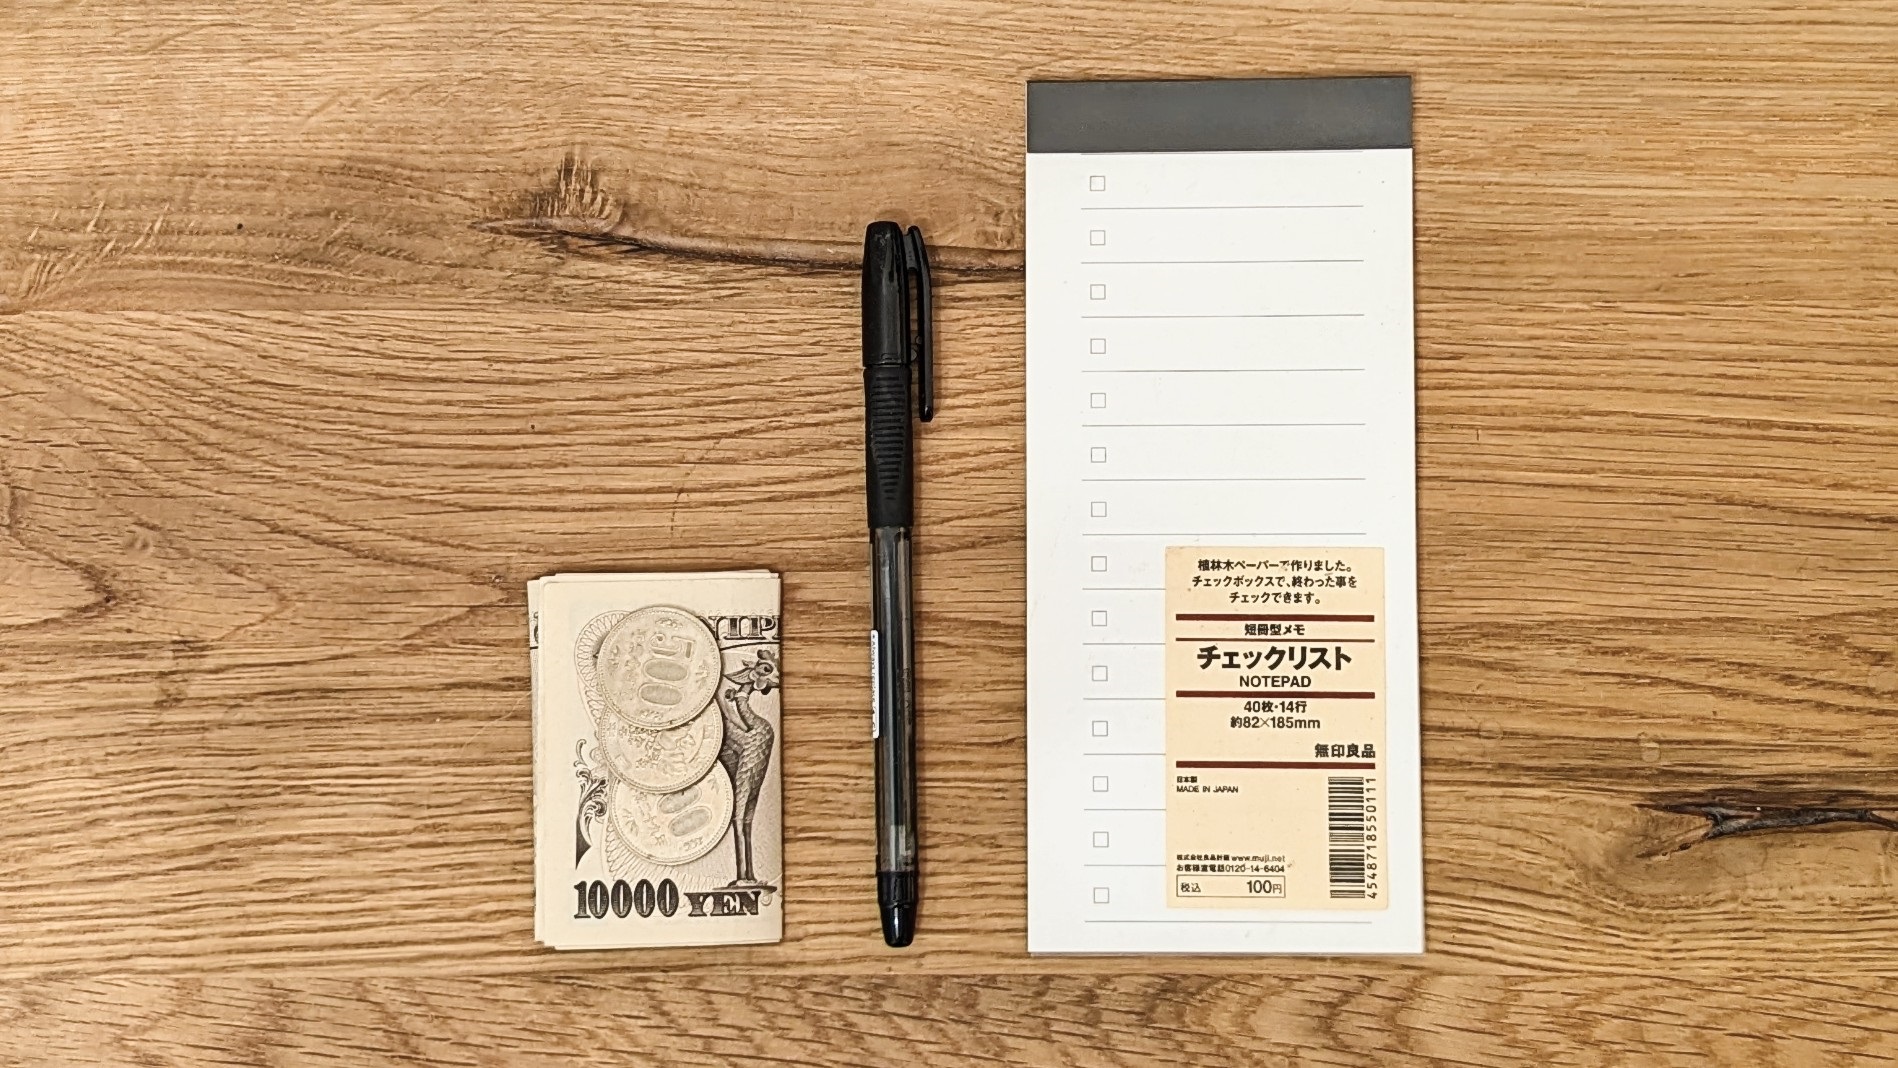 500
500
10000 YEN
植林木ペーパーで作りました。
チェックボックスで、終わった事を
チェックできます。
短冊型メモ
チェックリスト
NOTEPAD
40枚・14行
約82×185mm
無印良品
日本製
MADE IN JAPAN
株式会社良品計画 www.muji.net
お客様室電話0120-14-6404
税込 100円
4548718550111